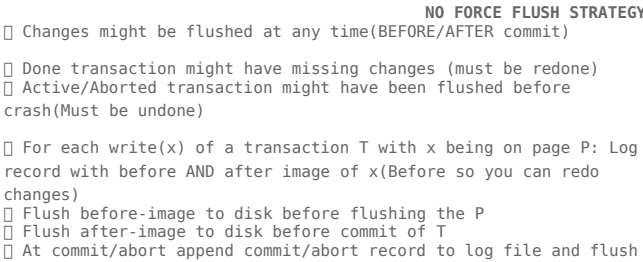 NO FORCE FLUSH STRATEGY
▯ Changes might be flushed at any time(BEFORE/AFTER commit)
▯ Done transaction might have missing changes (must be redone)
▯ Active/Aborted transaction might have been flushed before
crash(Must be undone)
▯ For each write(x) of a transaction T with x being on page P: Log
record with before AND after image of x(Before so you can redo
changes)
▯ Flush before-image to disk before flushing the P
▯ Flush after-image to disk before commit of T
▯ At commit/abort append commit/abort record to log file and flush